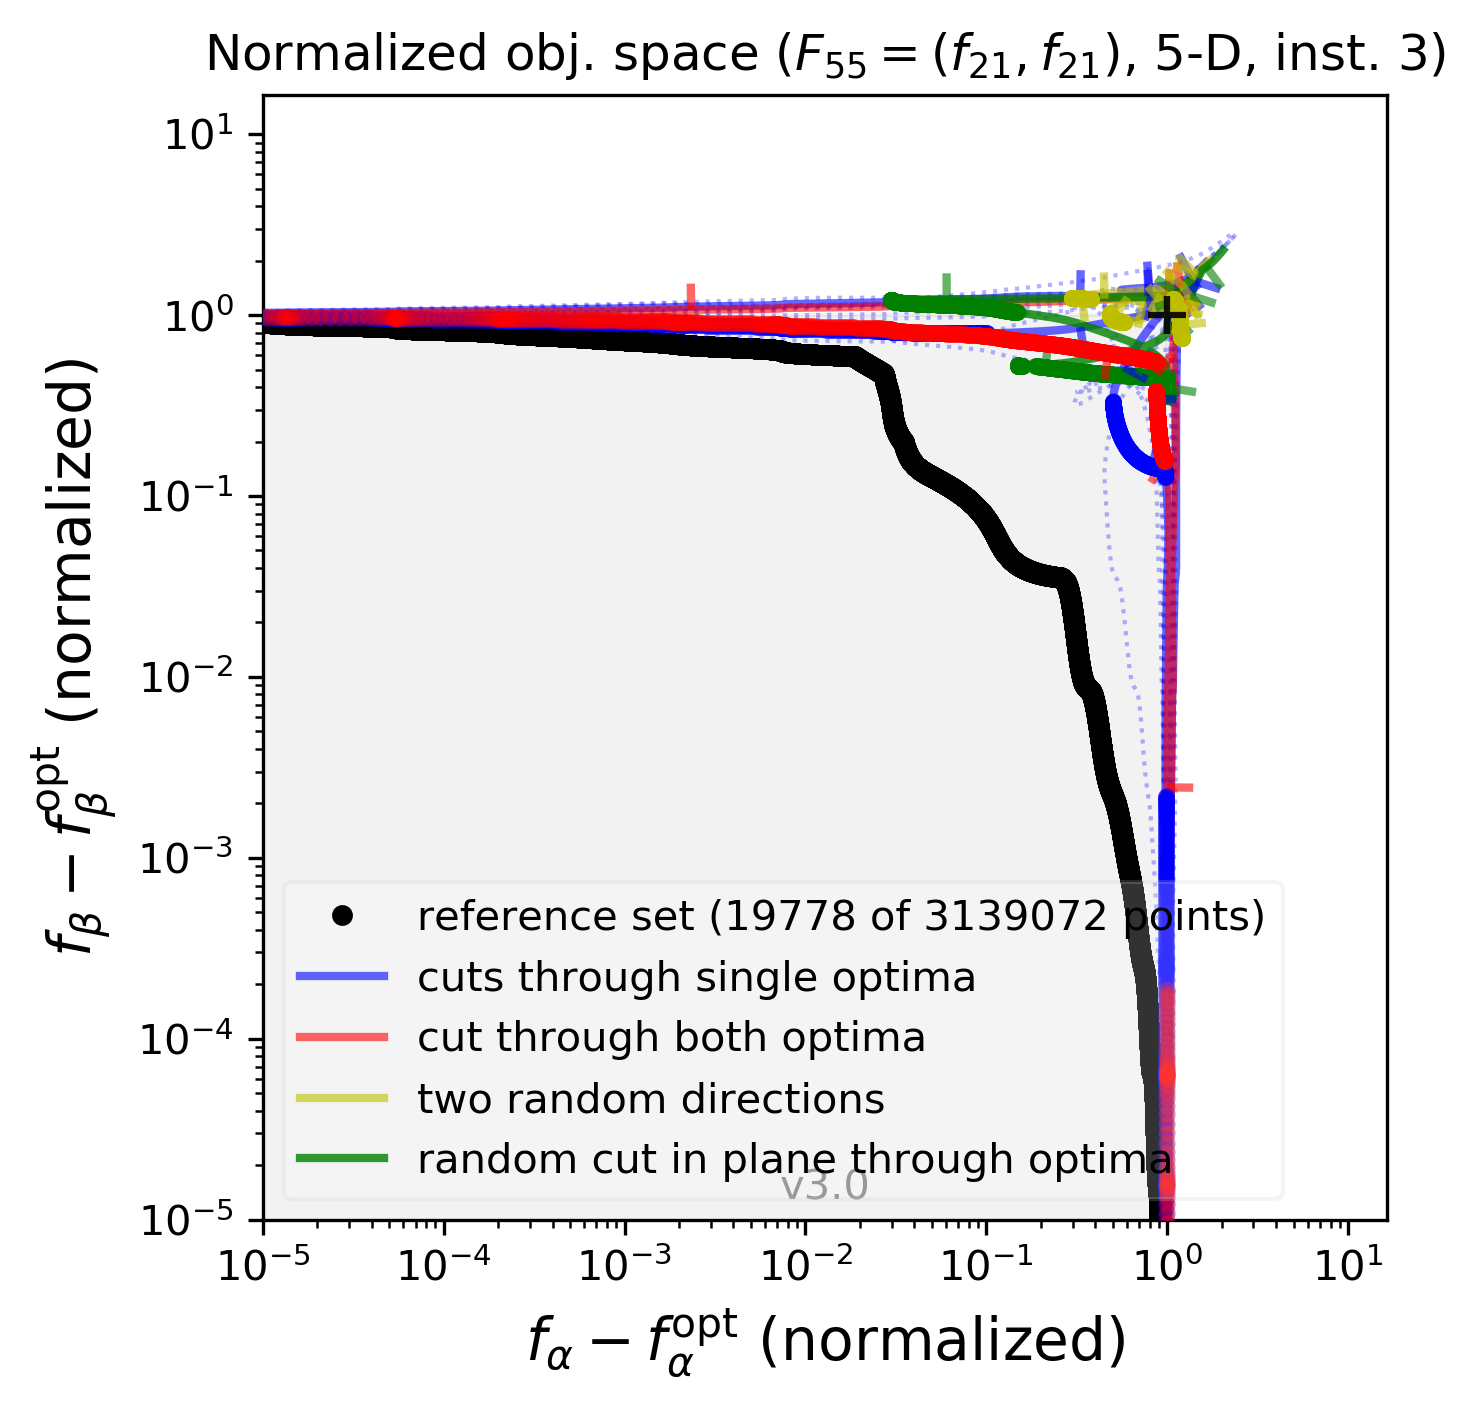 Normalized obj. space (F₅₅ = (f₂₁, f₂₁), 5-D, inst. 3)
f_β − f_β^opt (normalized)
10¹
10⁰
10⁻¹
10⁻²
10⁻³
10⁻⁴
10⁻⁵
reference set (19778 of 3139072 points)
cuts through single optima
cut through both optima
two random directions
random cut in plane through optima
v3.0
10⁻⁵ 10⁻⁴ 10⁻³ 10⁻² 10⁻¹ 10⁰ 10¹
f_α − f_α^opt (normalized)